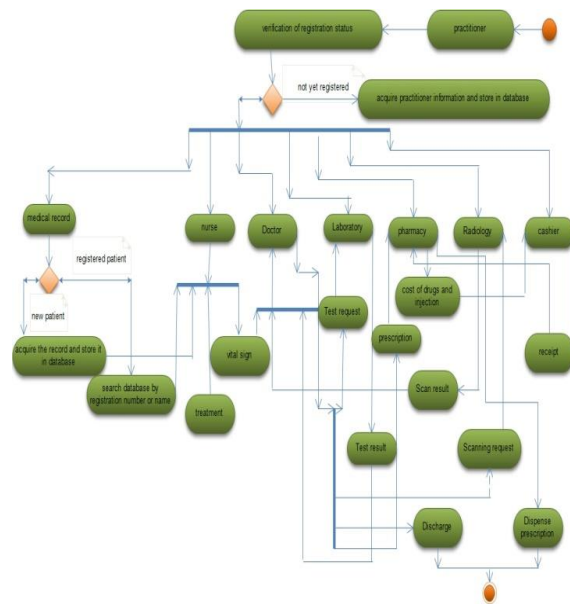 verification of registration status
practitioner
not yet registered
acquire practitioner information and store in database
medical record
nurse
Doctor
Laboratory
pharmacy
Radiology
cashier
registered patient
new patient
cost of drugs and
injection
Test request
prescription
acquire the record and store it
in database
vital sign
receipt
search database by
registration number or name
treatment
Scan result
Test result
Scanning request
Discharge
Dispense
prescription